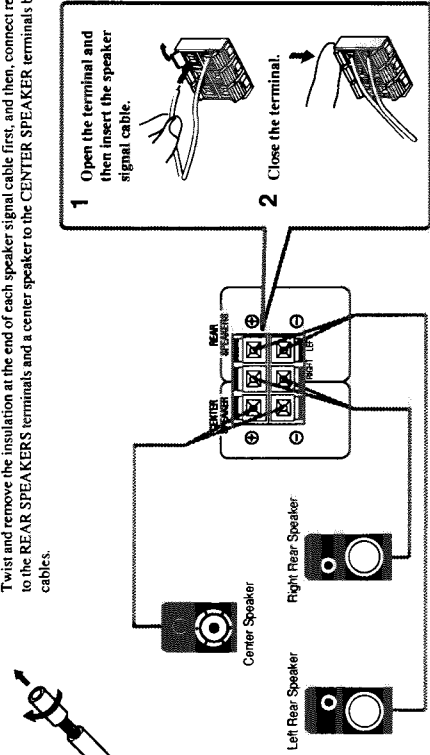 Twist and remove the insulation at the end of each speaker signal cable first, and then, connect
to the REAR SPEAKERS terminals and a center speaker to the CENTER SPEAKER terminals
cables.
1
Open the terminal and
then insert the speaker
signal cable.
2
Close the terminal.
CENTER
SPEAKER
REAR
SPEAKERS
⊕
⊕
⊖
⊖
RIGHT LEFT
Center Speaker
Right Rear Speaker
Left Rear Speaker